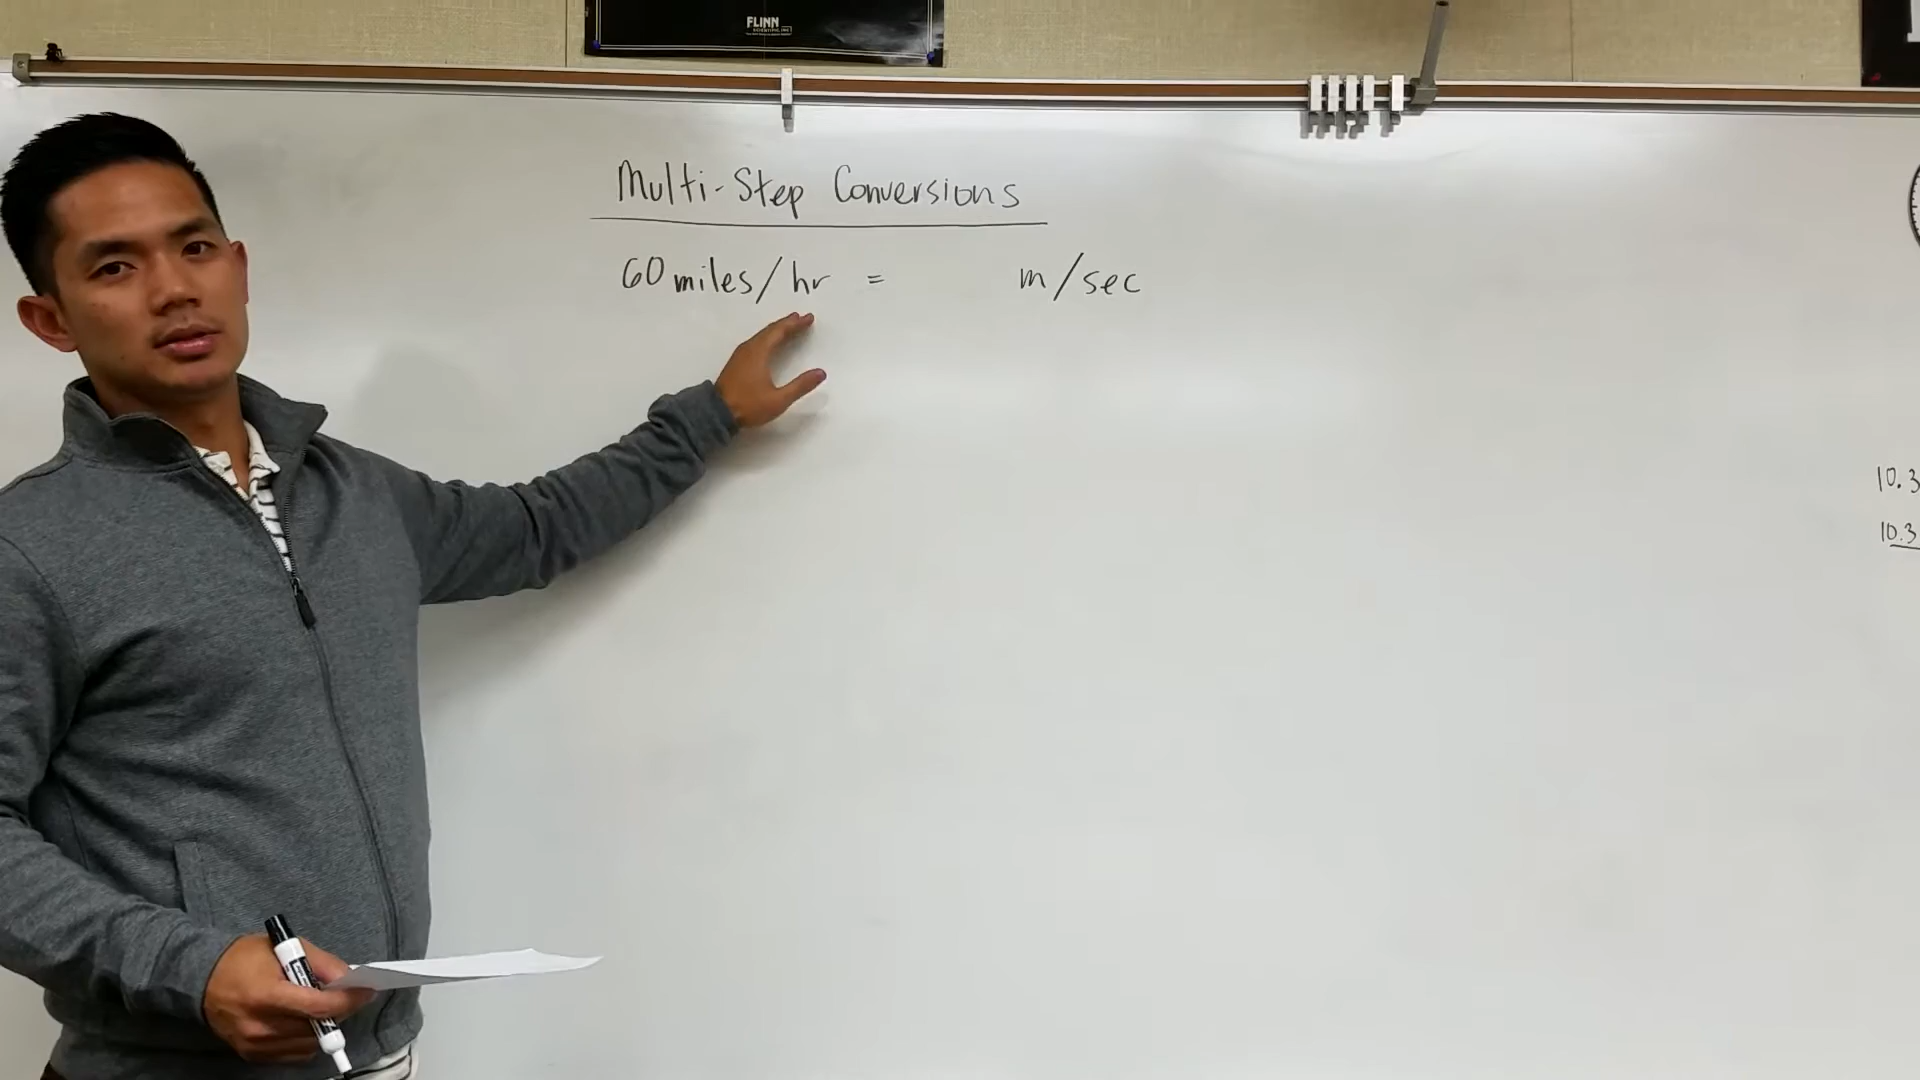 FLINN
Multi-Step Conversions
60 miles/hr = m/sec
10.3
10.3